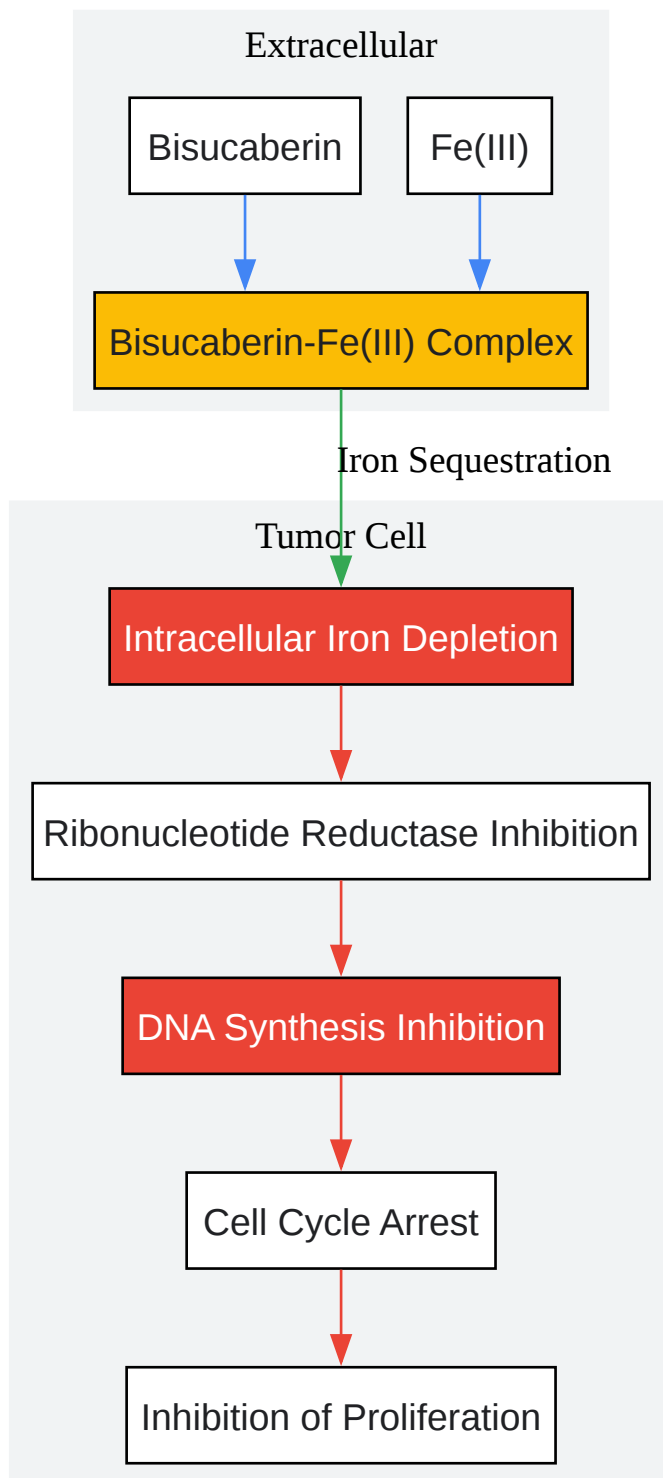 Extracellular
Bisucaberin
Fe(III)
Bisucaberin-Fe(III) Complex
Iron Sequestration
Tumor Cell
Intracellular Iron Depletion
Ribonucleotide Reductase Inhibition
DNA Synthesis Inhibition
Cell Cycle Arrest
Inhibition of Proliferation